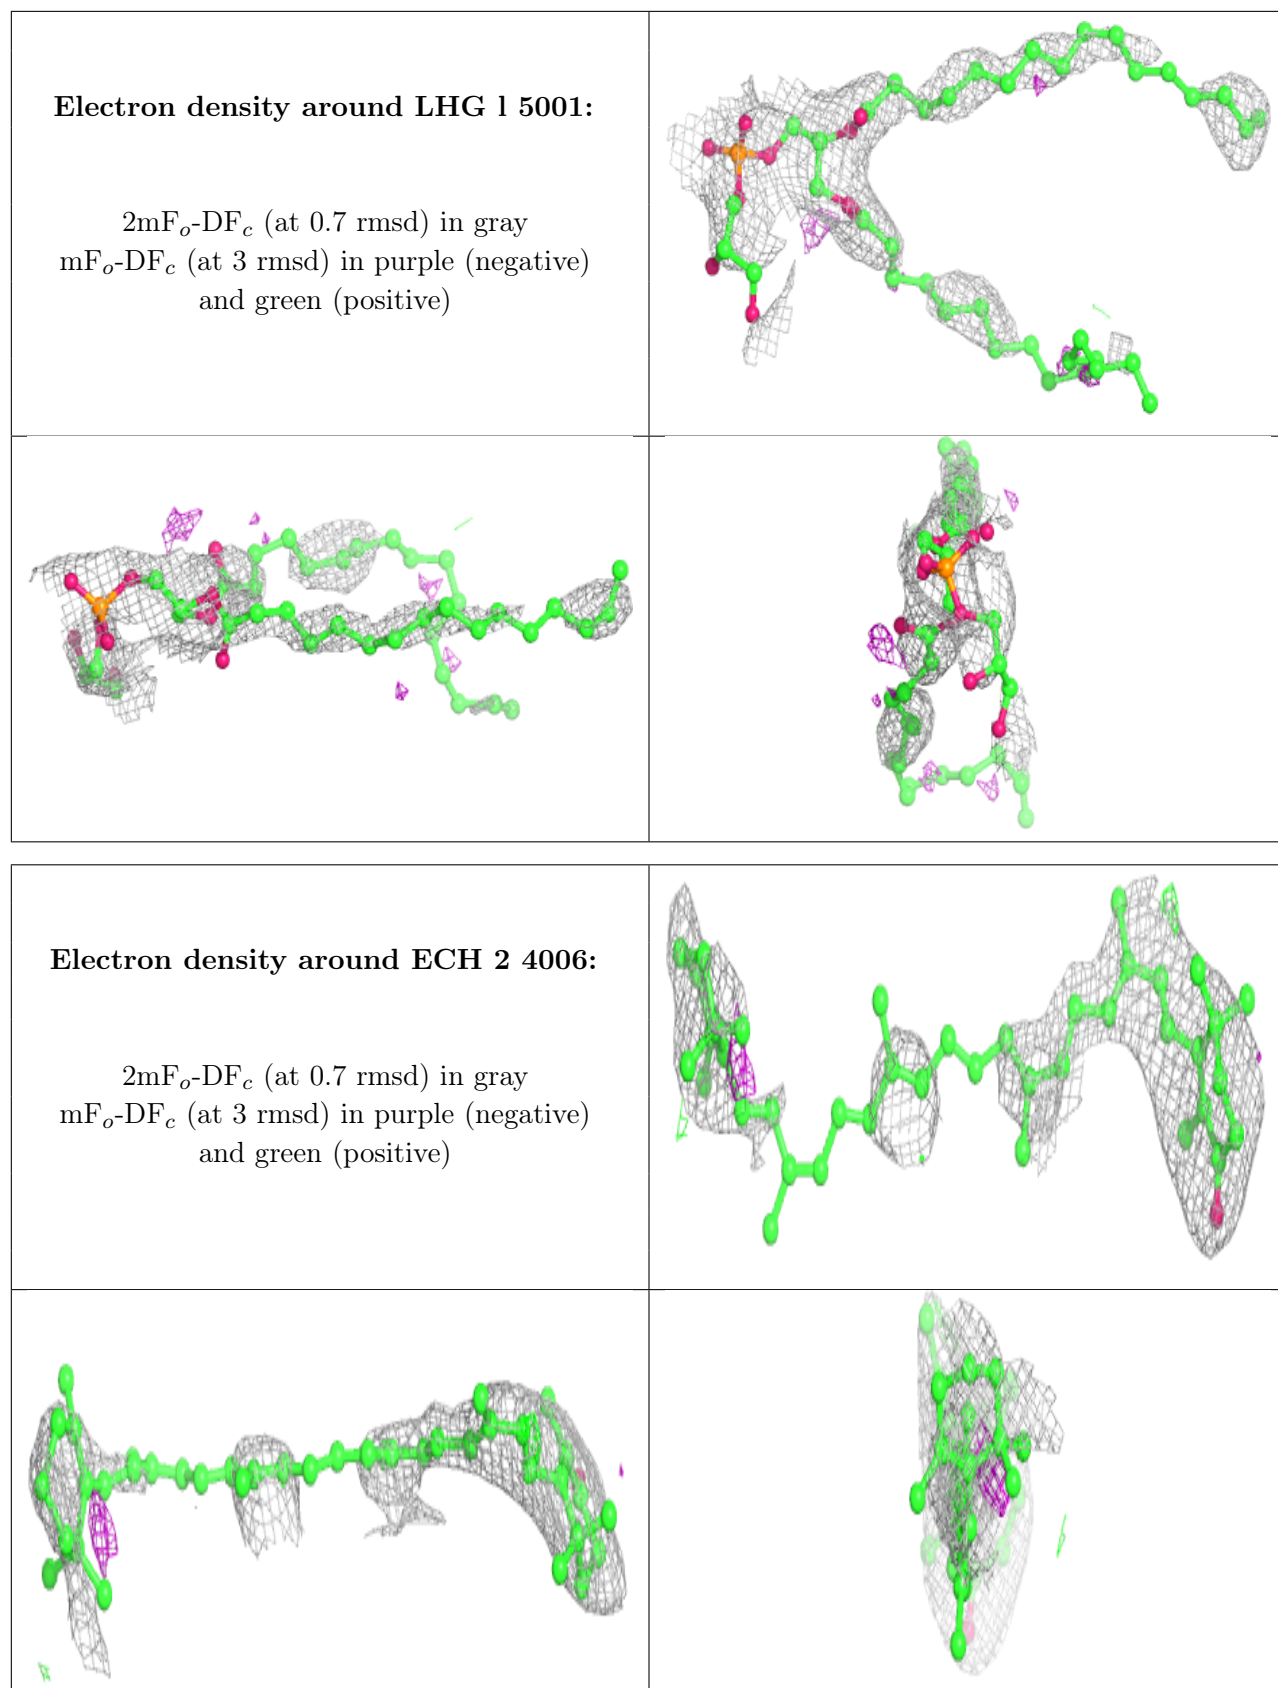 Electron density around LHG l 5001:
2mFo-DFc (at 0.7 rmsd) in gray
mFo-DFc (at 3 rmsd) in purple (negative)
and green (positive)
Electron density around ECH 2 4006:
2mFo-DFc (at 0.7 rmsd) in gray
mFo-DFc (at 3 rmsd) in purple (negative)
and green (positive)